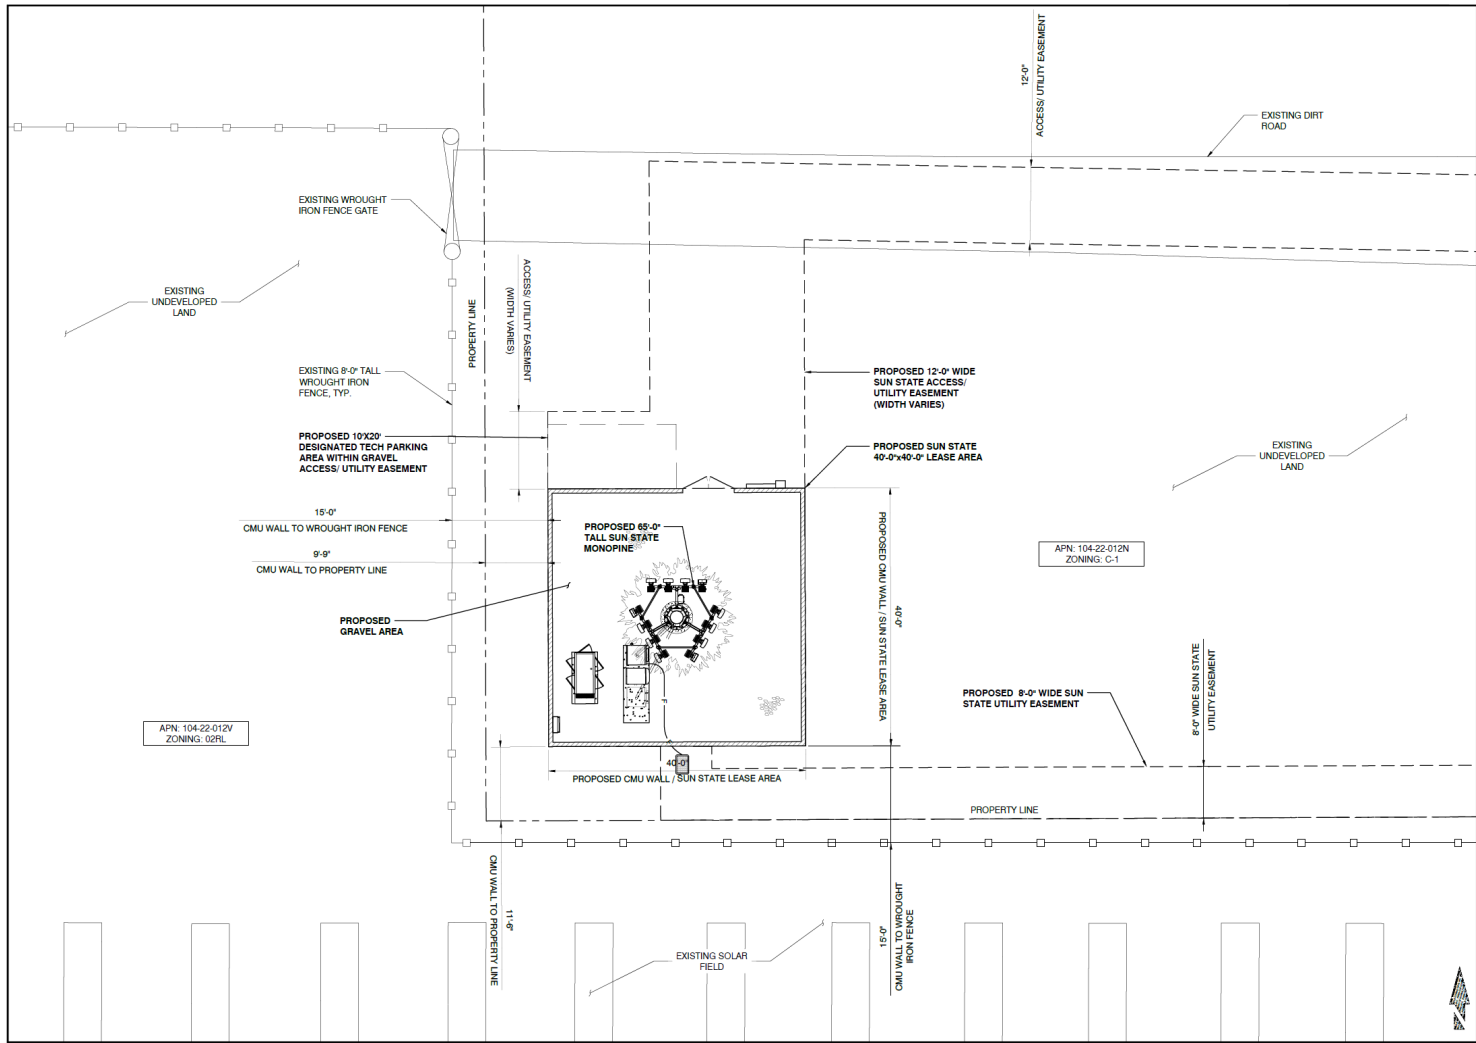 12'-0"
ACCESS/ UTILITY EASEMENT
EXISTING DIRT
ROAD
EXISTING WROUGHT
IRON FENCE GATE
EXISTING
UNDEVELOPED
LAND
PROPERTY LINE
ACCESS/ UTILITY EASEMENT
(WIDTH VARIES)
EXISTING 8'-0" TALL
WROUGHT IRON
FENCE, TYP.
PROPOSED 12'-0" WIDE
SUN STATE ACCESS/
UTILITY EASEMENT
(WIDTH VARIES)
PROPOSED 10'X20'
DESIGNATED TECH PARKING
AREA WITHIN GRAVEL
ACCESS/ UTILITY EASEMENT
PROPOSED SUN STATE
40'-0"x40'-0" LEASE AREA
EXISTING
UNDEVELOPED
LAND
15'-0"
CMU WALL TO WROUGHT IRON FENCE
9'-9"
CMU WALL TO PROPERTY LINE
PROPOSED 65'-0"
TALL SUN STATE
MONOPINE
PROPOSED CMU WALL / SUN STATE LEASE AREA
40'-0"
APN: 104-22-012N
ZONING: C-1
PROPOSED
GRAVEL AREA
8'-0" WIDE SUN STATE
UTILITY EASEMENT
PROPOSED 8'-0" WIDE SUN
STATE UTILITY EASEMENT
F
APN: 104-22-012V
ZONING: 02RL
40'-0"
PROPOSED CMU WALL / SUN STATE LEASE AREA
PROPERTY LINE
11'-6"
CMU WALL TO PROPERTY LINE
15'-0"
CMU WALL TO WROUGHT
IRON FENCE
EXISTING SOLAR
FIELD